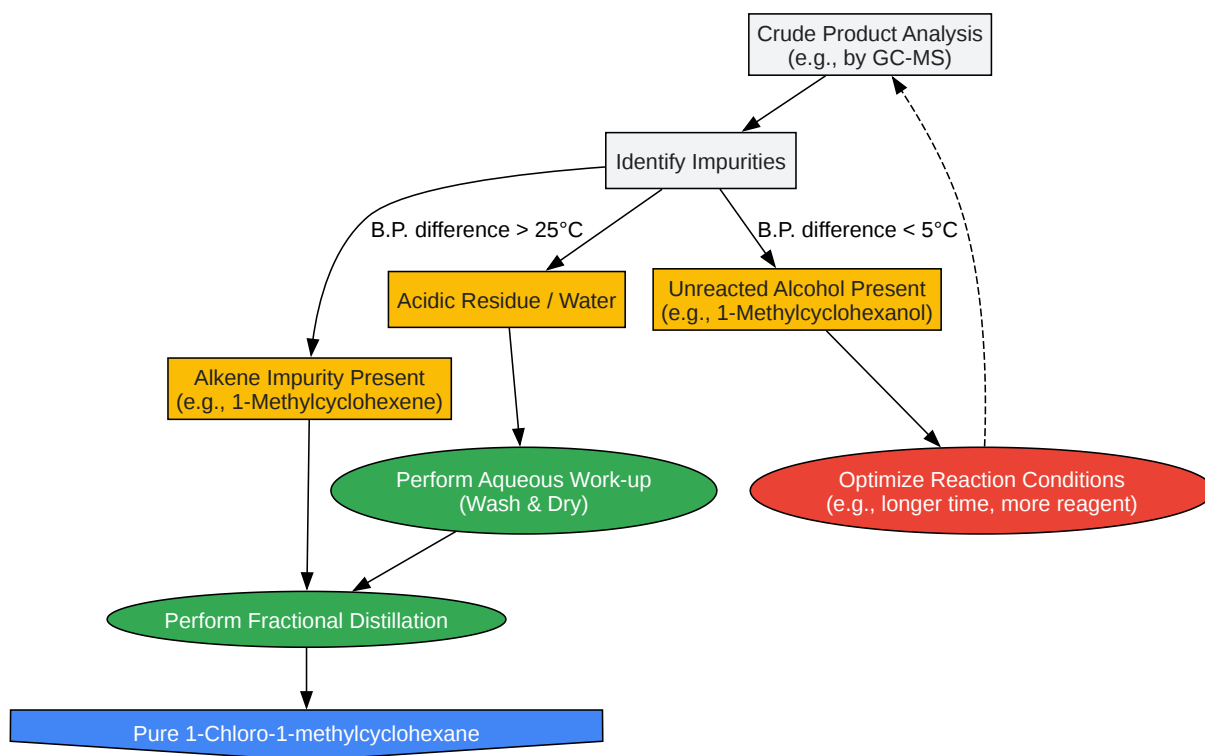 Crude Product Analysis
(e.g., by GC-MS)
Identify Impurities
B.P. difference > 25°C
B.P. difference < 5°C
Acidic Residue / Water
Unreacted Alcohol Present
(e.g., 1-Methylcyclohexanol)
Alkene Impurity Present
(e.g., 1-Methylcyclohexene)
Perform Aqueous Work-up
(Wash & Dry)
Optimize Reaction Conditions
(e.g., longer time, more reagent)
Perform Fractional Distillation
Pure 1-Chloro-1-methylcyclohexane